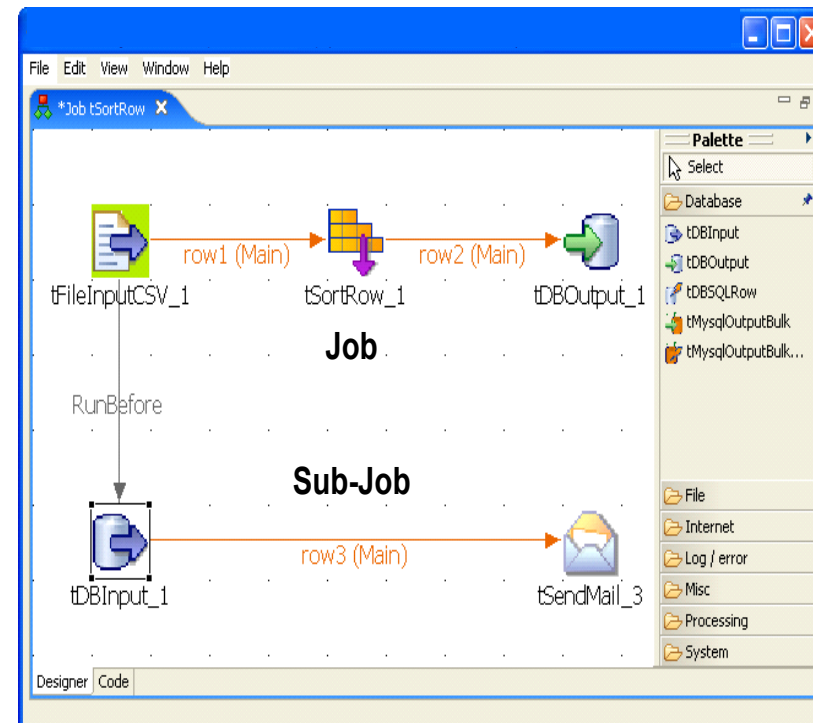 File Edit View Window Help
*Job tSortRow
Palette
Select
Database
tDBInput
tDBOutput
tDBSQLRow
tMysqlOutputBulk
tMysqlOutputBulk...
row1 (Main)
row2 (Main)
tFileInputCSV_1
tSortRow_1
tDBOutput_1
Job
RunBefore
Sub-Job
row3 (Main)
tDBInput_1
tSendMail_3
File
Internet
Log / error
Misc
Processing
System
Designer Code